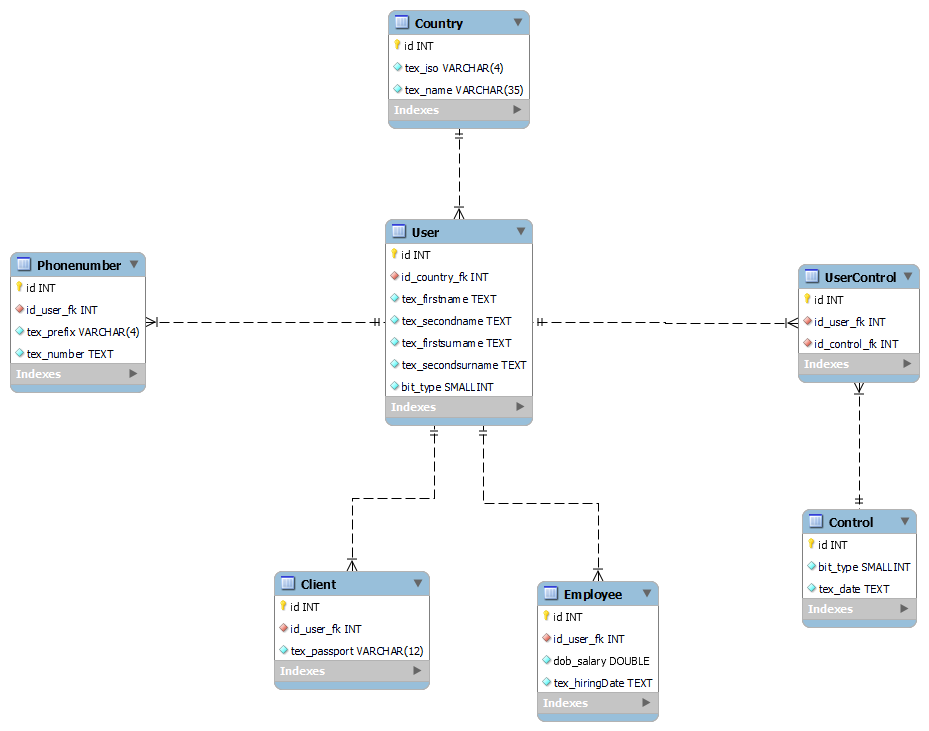 Country
id INT
tex_iso VARCHAR(4)
tex_name VARCHAR(35)
Indexes
User
id INT
id_country_fk INT
tex_firstname TEXT
tex_secondname TEXT
tex_firstsurname TEXT
tex_secondsurname TEXT
bit_type SMALLINT
Indexes
Phonenumber
id INT
id_user_fk INT
tex_prefix VARCHAR(4)
tex_number TEXT
Indexes
UserControl
id INT
id_user_fk INT
id_control_fk INT
Indexes
Control
id INT
bit_type SMALLINT
tex_date TEXT
Indexes
Client
id INT
id_user_fk INT
tex_passport VARCHAR(12)
Indexes
Employee
id INT
id_user_fk INT
dob_salary DOUBLE
tex_hiringDate TEXT
Indexes